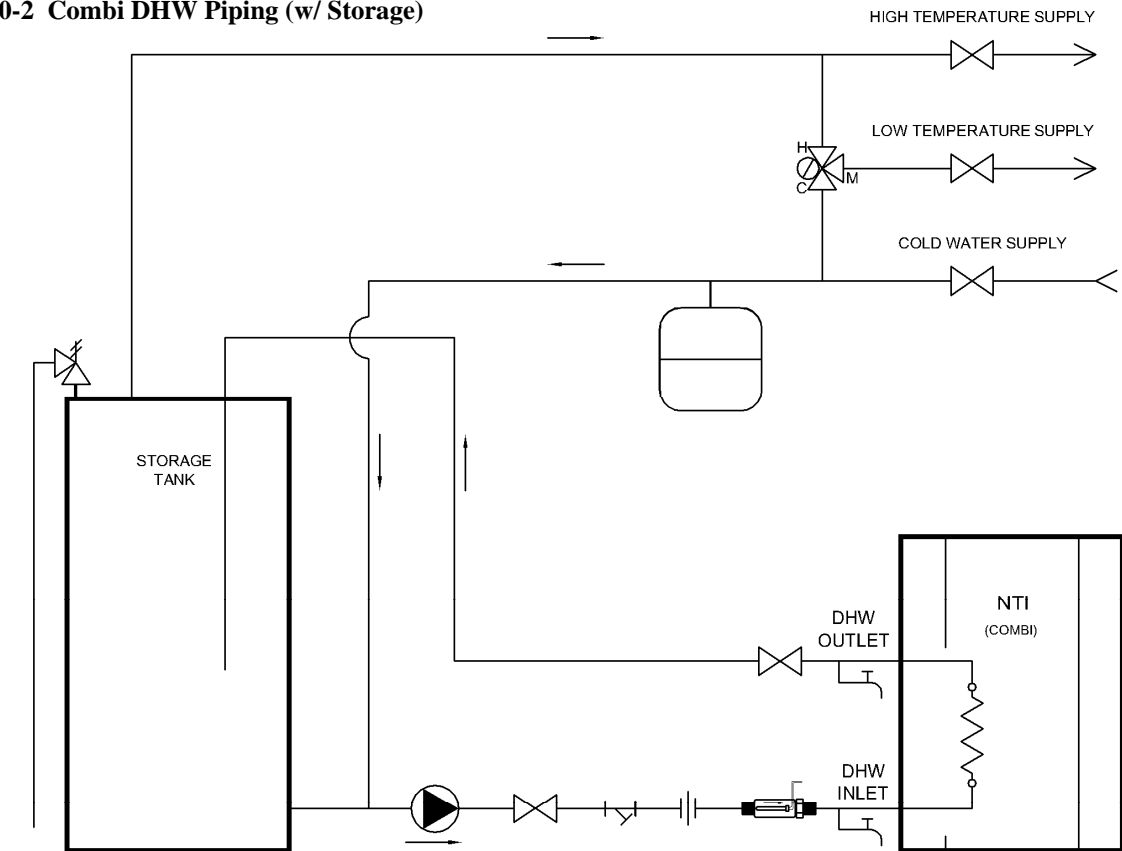 0-2 Combi DHW Piping (w/ Storage)
HIGH TEMPERATURE SUPPLY
LOW TEMPERATURE SUPPLY
H
C
M
COLD WATER SUPPLY
STORAGE
TANK
NTI
(COMBI)
DHW
OUTLET
DHW
INLET